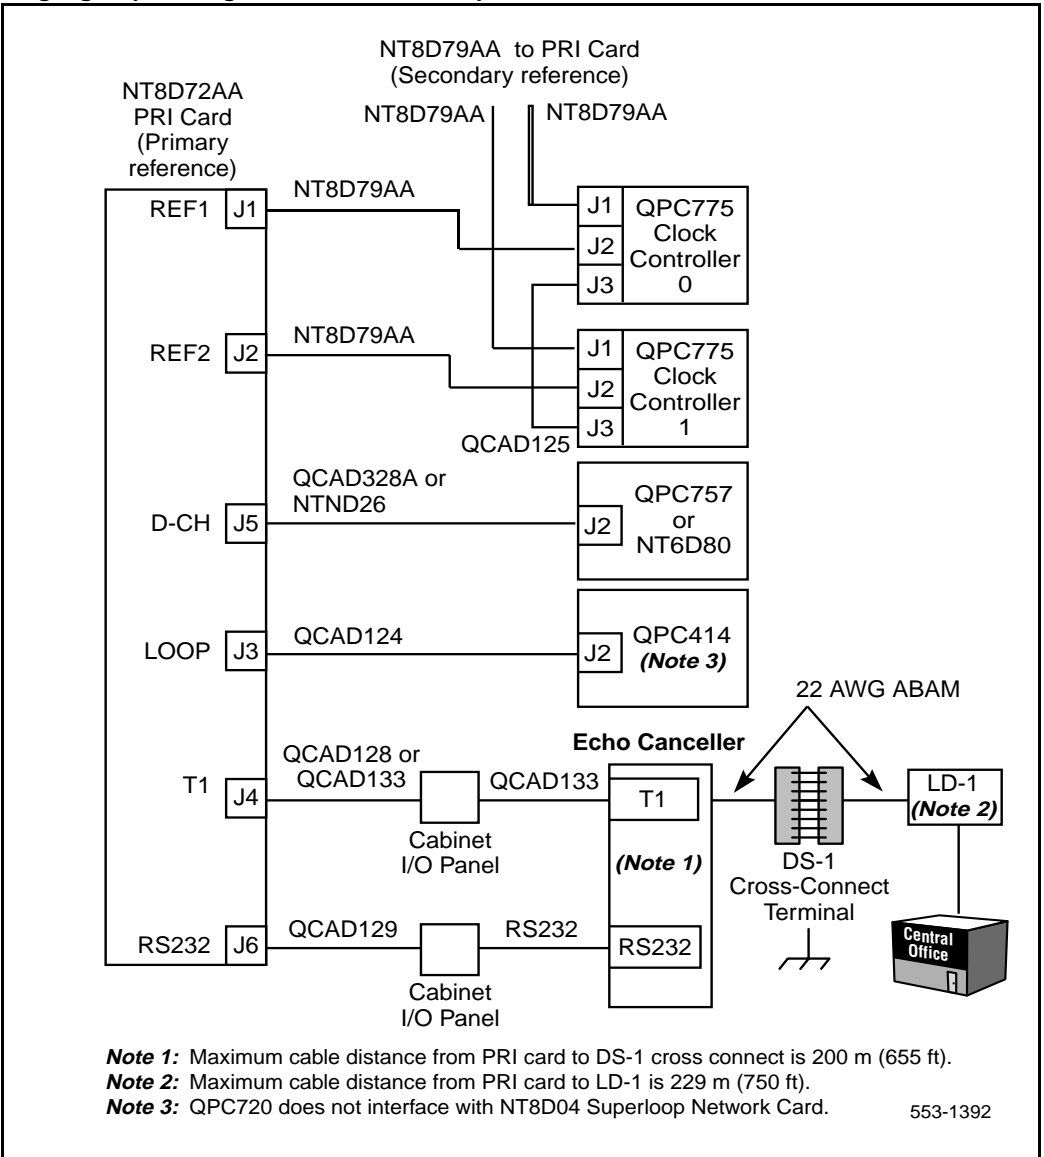 NT8D79AA to PRI Card
(Secondary reference)
NT8D72AA
PRI Card
(Primary
reference)
NT8D79AA
NT8D79AA
REF1
J1
NT8D79AA
J1
J2
J3
QPC775
Clock
Controller
0
REF2
J2
NT8D79AA
J1
J2
J3
QPC775
Clock
Controller
1
QCAD125
D-CH
J5
QCAD328A or
NTND26
J2
QPC757
or
NT6D80
LOOP
J3
QCAD124
J2
QPC414
(Note 3)
22 AWG ABAM
Echo Canceller
T1
J4
QCAD128 or
QCAD133
Cabinet
I/O Panel
QCAD133
T1
(Note 1)
DS-1
Cross-Connect
Terminal
LD-1
(Note 2)
Central
Office
RS232
J6
QCAD129
Cabinet
I/O Panel
RS232
RS232
Note 1: Maximum cable distance from PRI card to DS-1 cross connect is 200 m (655 ft).
Note 2: Maximum cable distance from PRI card to LD-1 is 229 m (750 ft).
Note 3: QPC720 does not interface with NT8D04 Superloop Network Card.
553-1392